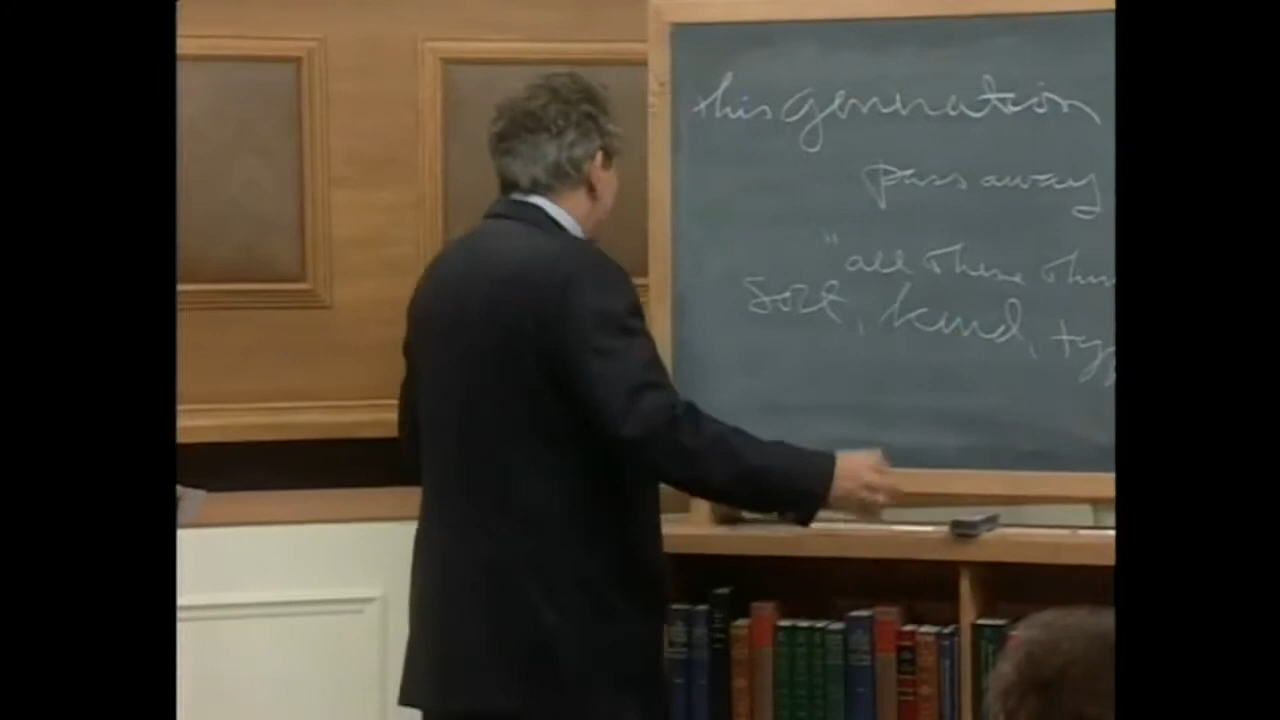 this generation
pass away
"all these
sort, kind,